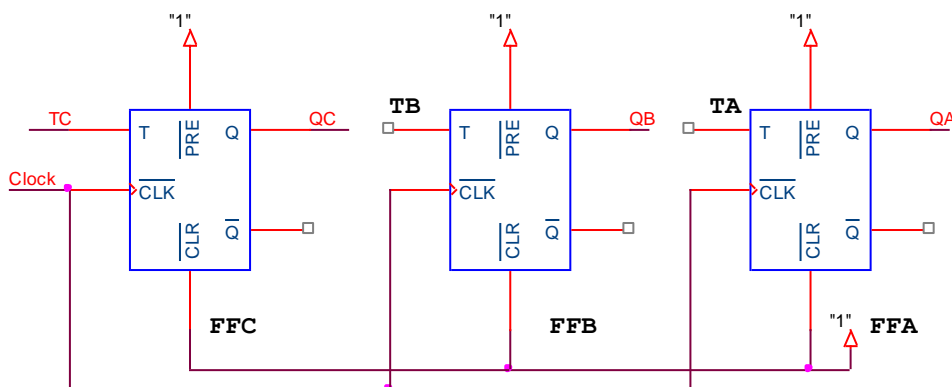 "1" "1" "1"
TB TA
TC T PRE Q QC T PRE Q QB T PRE Q QA
Clock CLK CLK CLK
CLR Q CLR Q CLR Q
FFC FFB "1" FFA